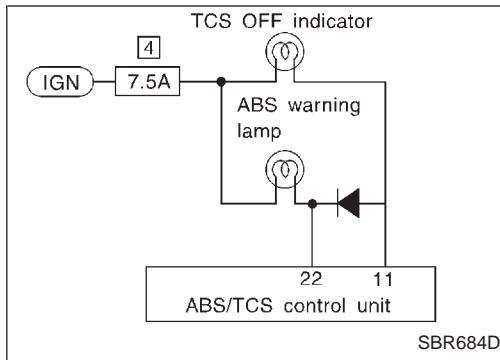 TCS OFF indicator
4
IGN
7.5A
ABS warning
lamp
22
11
ABS/TCS control unit
SBR684D